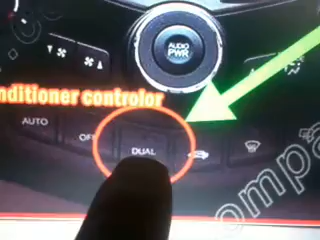 AUDIO
PWR
nditioner controlor
AUTO
OFF
DUAL
ompa